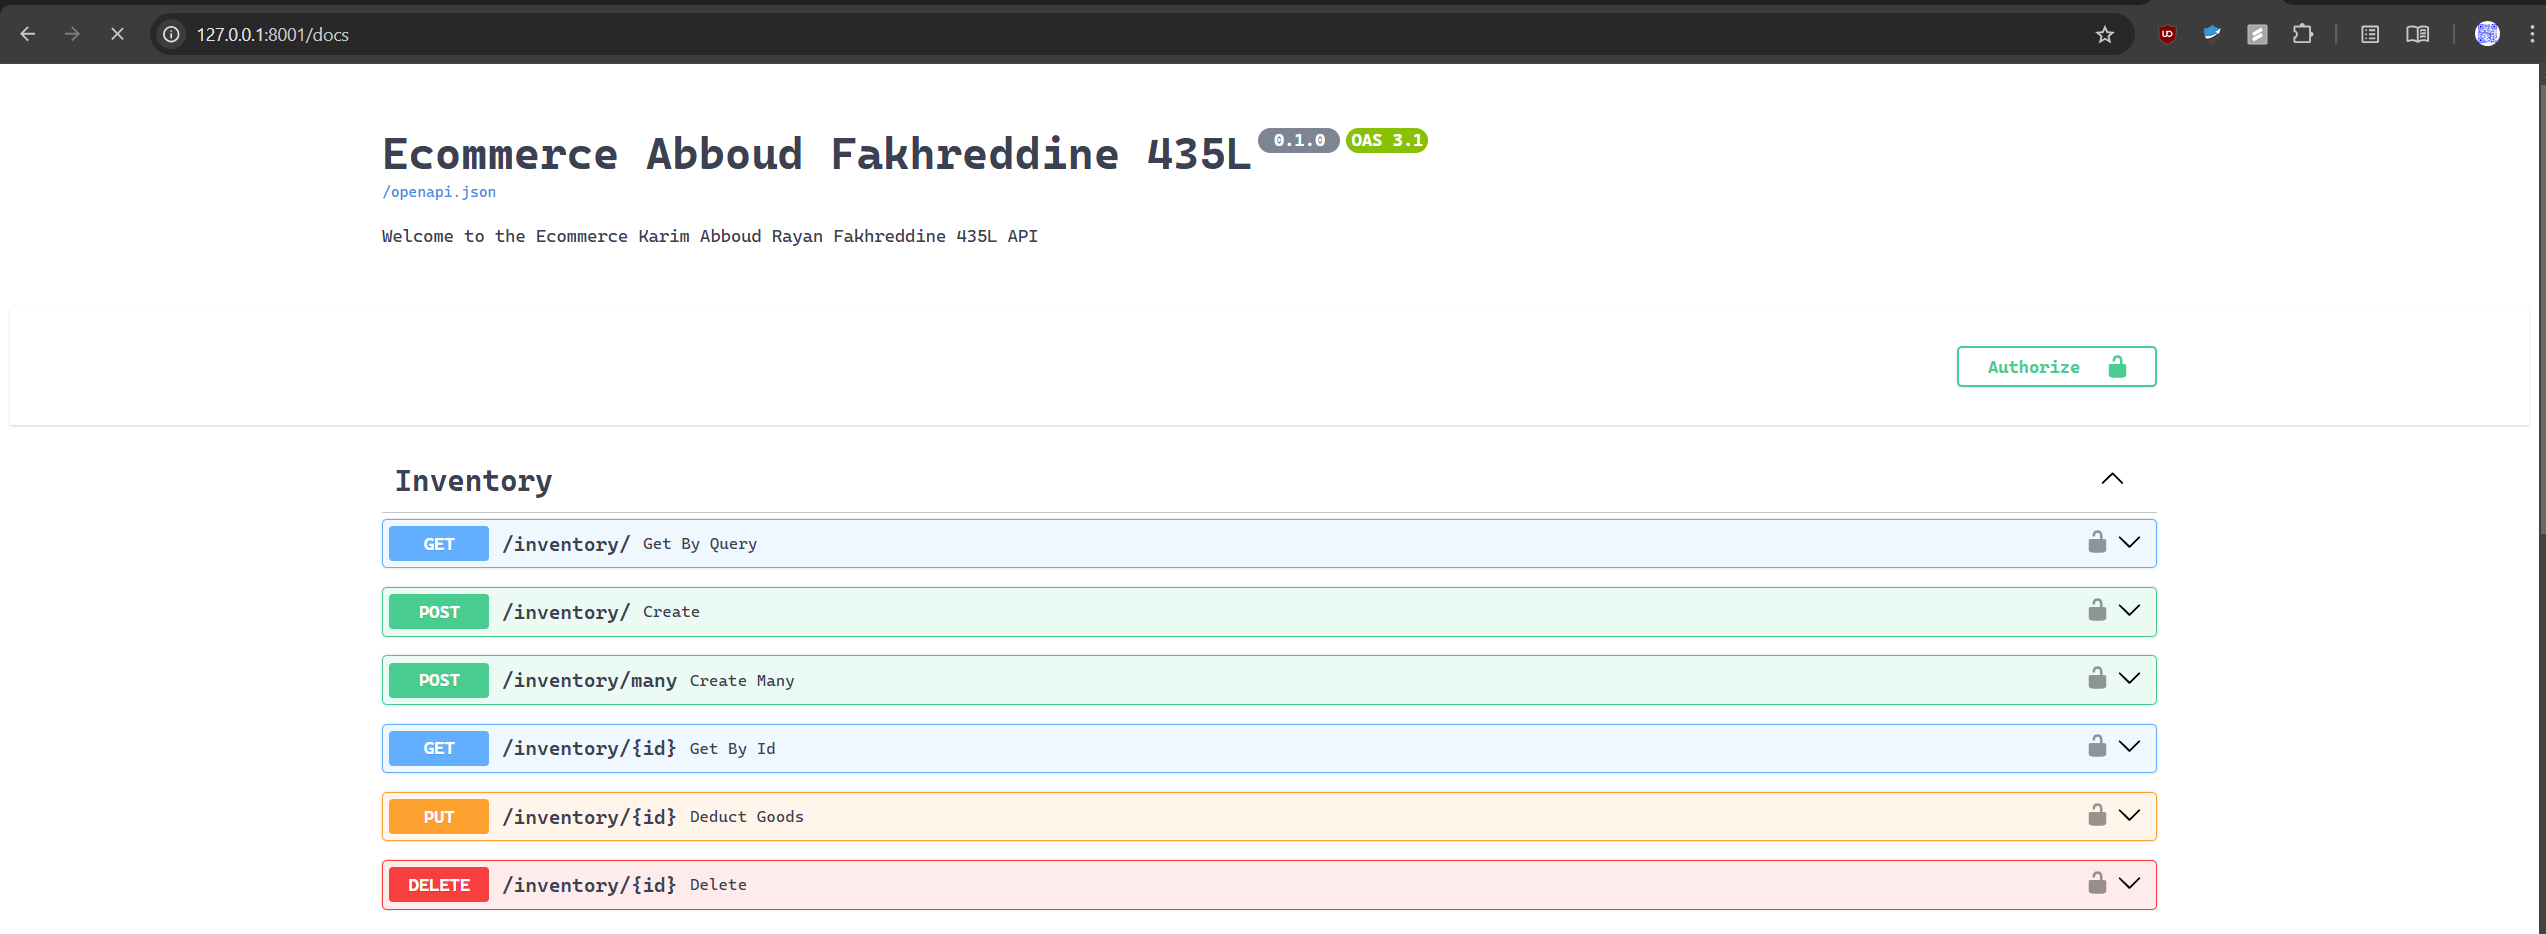 127.0.0.1:8001/docs
Ecommerce Abboud Fakhreddine 435L 0.1.0 OAS 3.1
/openapi.json
Welcome to the Ecommerce Karim Abboud Rayan Fakhreddine 435L API
Authorize
Inventory
GET /inventory/ Get By Query
POST /inventory/ Create
POST /inventory/many Create Many
GET /inventory/{id} Get By Id
PUT /inventory/{id} Deduct Goods
DELETE /inventory/{id} Delete